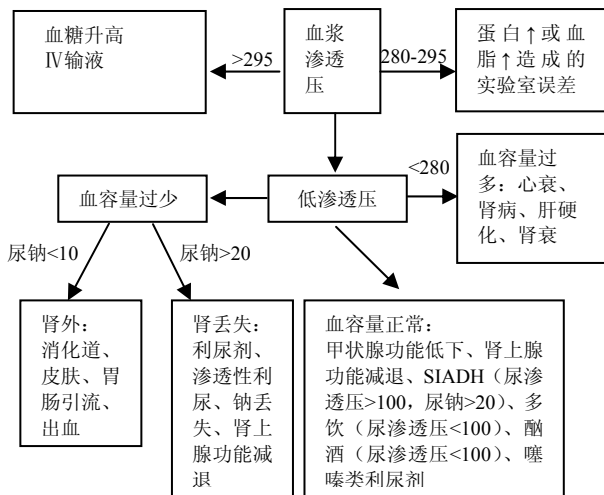 血糖升高
Ⅳ输液
>295
血浆
渗透
压
280-295
蛋白↑或血
脂↑造成的
实验室误差
血容量过少
低渗透压
<280
血容量过
多：心衰、
肾病、肝硬
化、肾衰
尿钠<10
尿钠>20
肾外：
消化道、
皮肤、胃
肠引流、
出血
肾丢失：
利尿剂、
渗透性利
尿、钠丢
失、肾上
腺功能减
退
血容量正常：
甲状腺功能低下、肾上腺
功能减退、SIADH（尿渗
透压>100，尿钠>20）、多
饮（尿渗透压<100）、酗
酒（尿渗透压<100）、噻
嗪类利尿剂